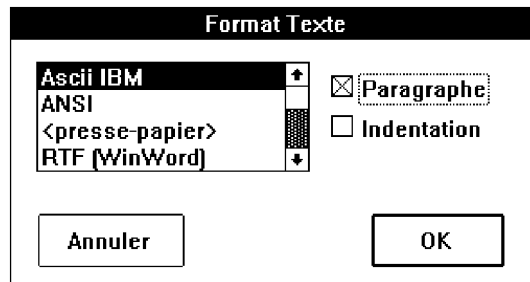 Format Texte
Ascii IBM
ANSI
<presse-papier>
RTF (WinWord)
Paragraphe
Indentation
Annuler
OK